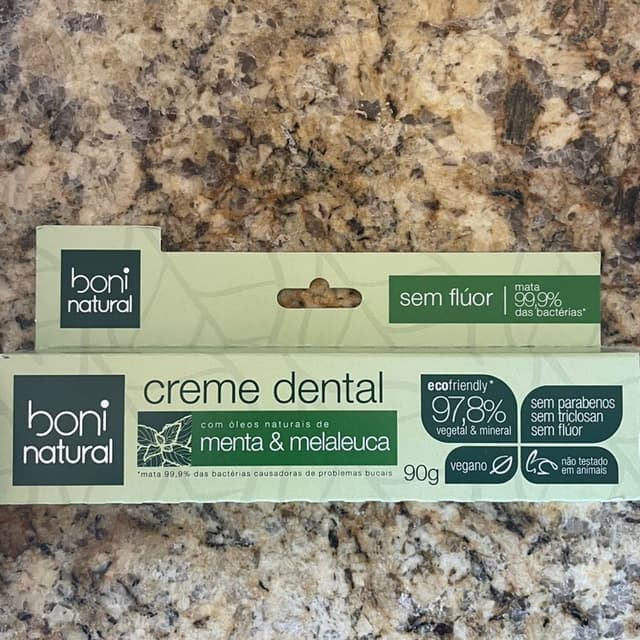 boni
natural
sem flúor
mata
99,9%
das bactérias*
boni
natural
creme dental
com óleos naturais de
menta & melaleuca
*mata 99,9% das bactérias causadoras de problemas bucais
90g
ecofriendly*
97,8%
vegetal & mineral
sem parabenos
sem triclosan
sem flúor
vegano
não testado
em animais